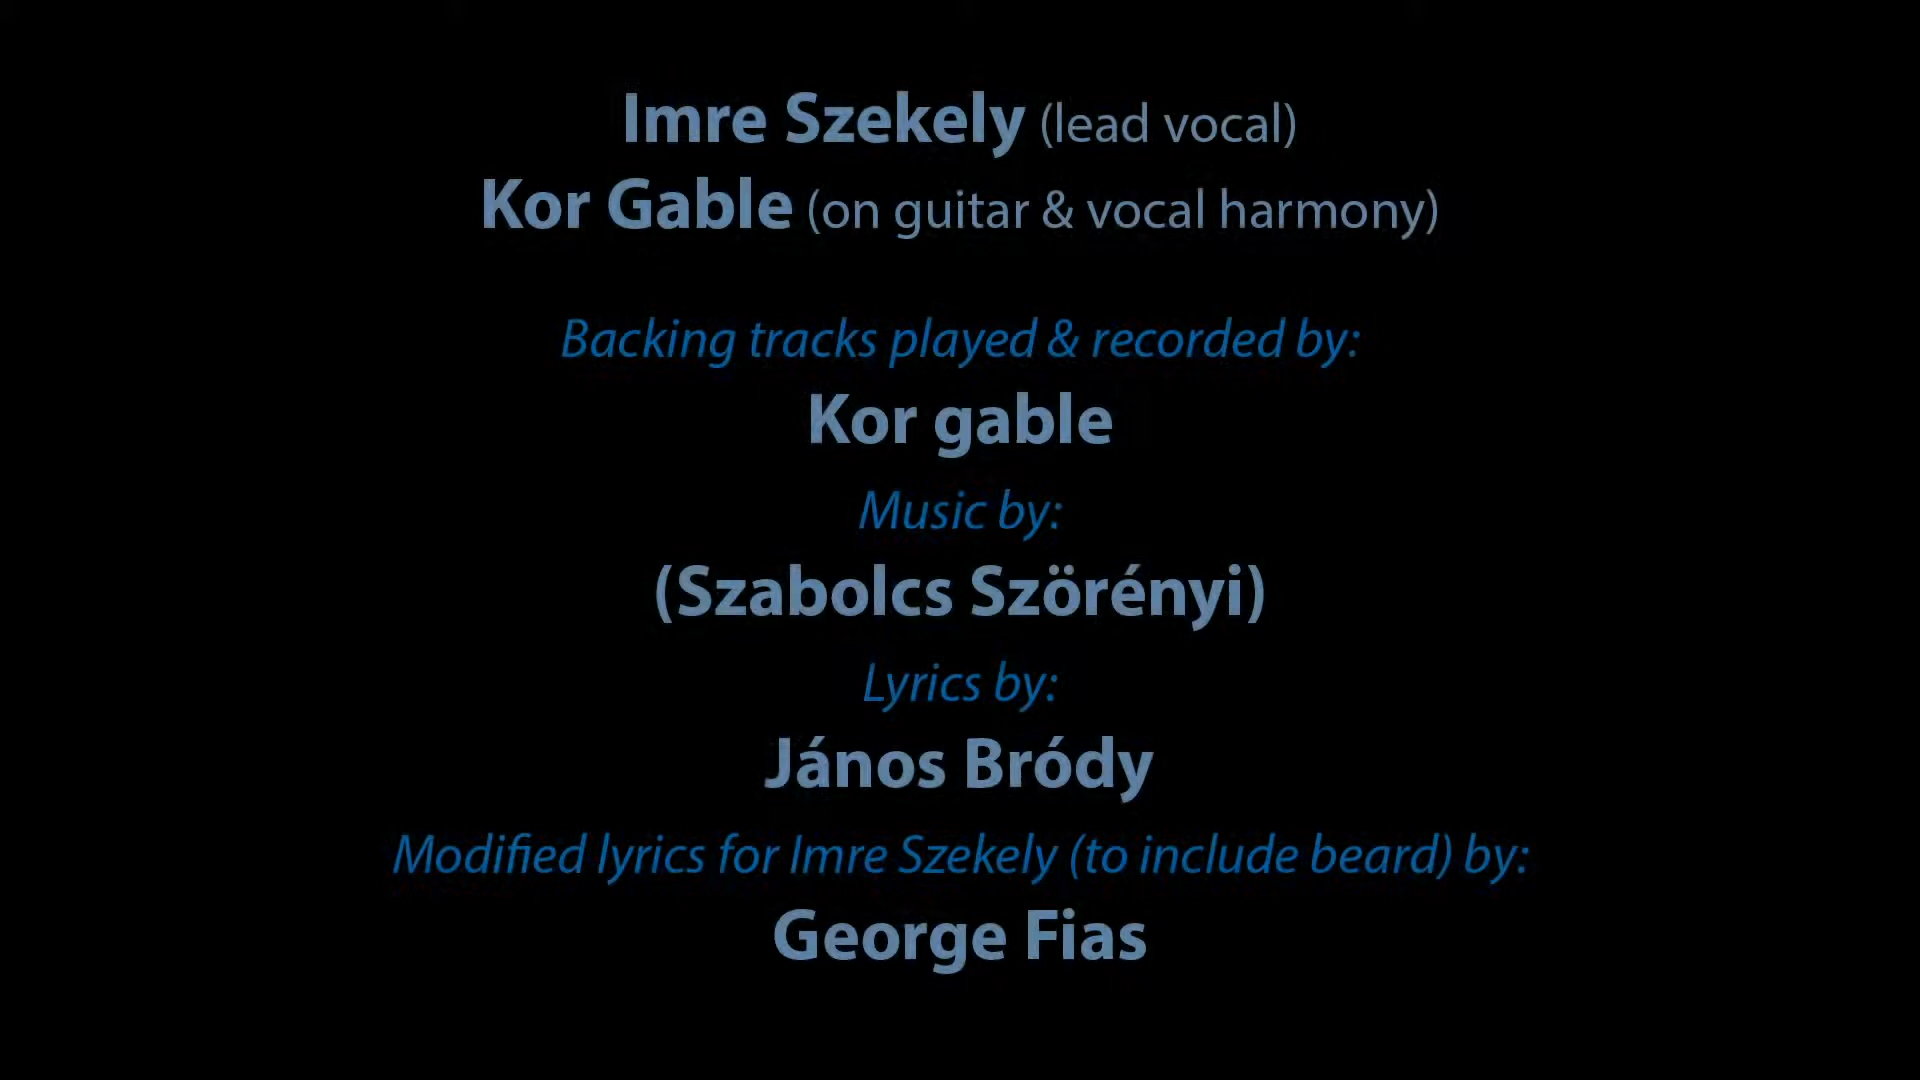 Imre Szekely (lead vocal)
Kor Gable (on guitar & vocal harmony)
Backing tracks played & recorded by:
Kor gable
Music by:
(Szabolcs Szörényi)
Lyrics by:
János Bródy
Modified lyrics for Imre Szekely (to include beard) by:
George Fias